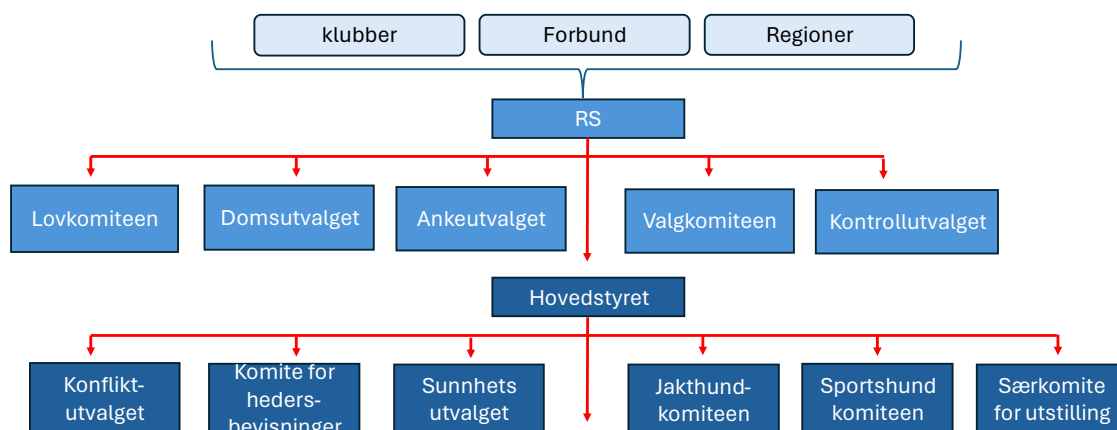 klubber
Forbund
Regioner
RS
Lovkomiteen
Domsutvalget
Ankeutvalget
Valgkomiteen
Kontrollutvalget
Hovedstyret
Konflikt-
utvalget
Komite for
heders-
bevisninger
Sunnhets
utvalget
Jakthund-
komiteen
Sportshund
komiteen
Særkomite
for utstilling